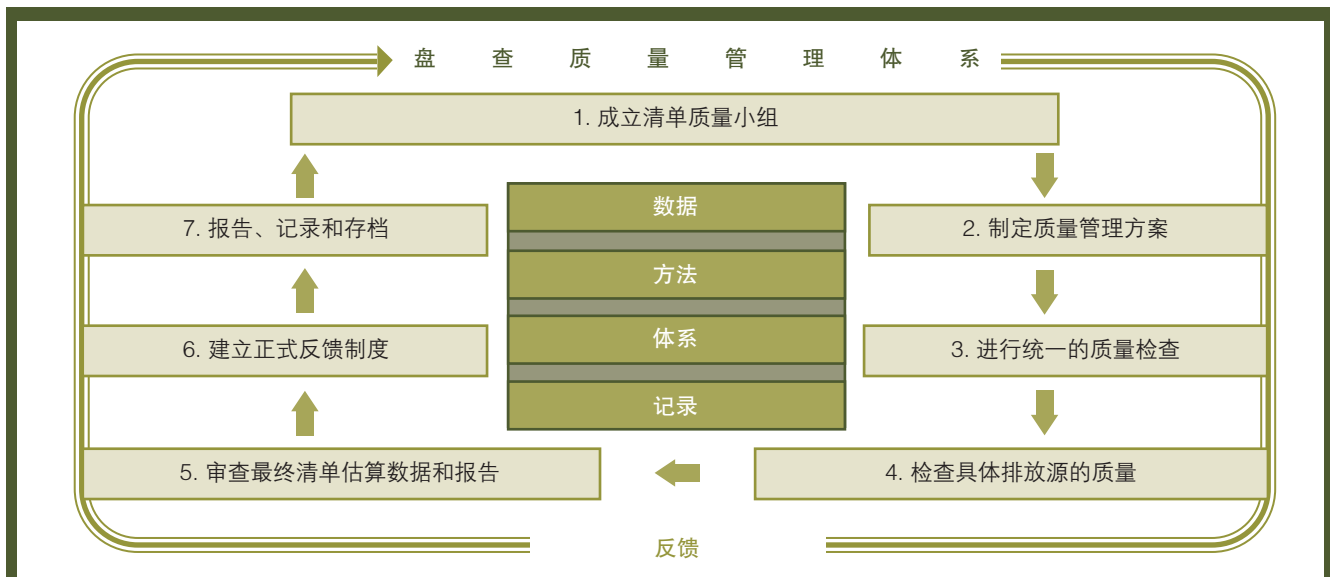 盘查质量管理体系
1. 成立清单质量小组
数据
7. 报告、记录和存档
2. 制定质量管理方案
方法
6. 建立正式反馈制度
体系
3. 进行统一的质量检查
记录
5. 审查最终清单估算数据和报告
4. 检查具体排放源的质量
反馈